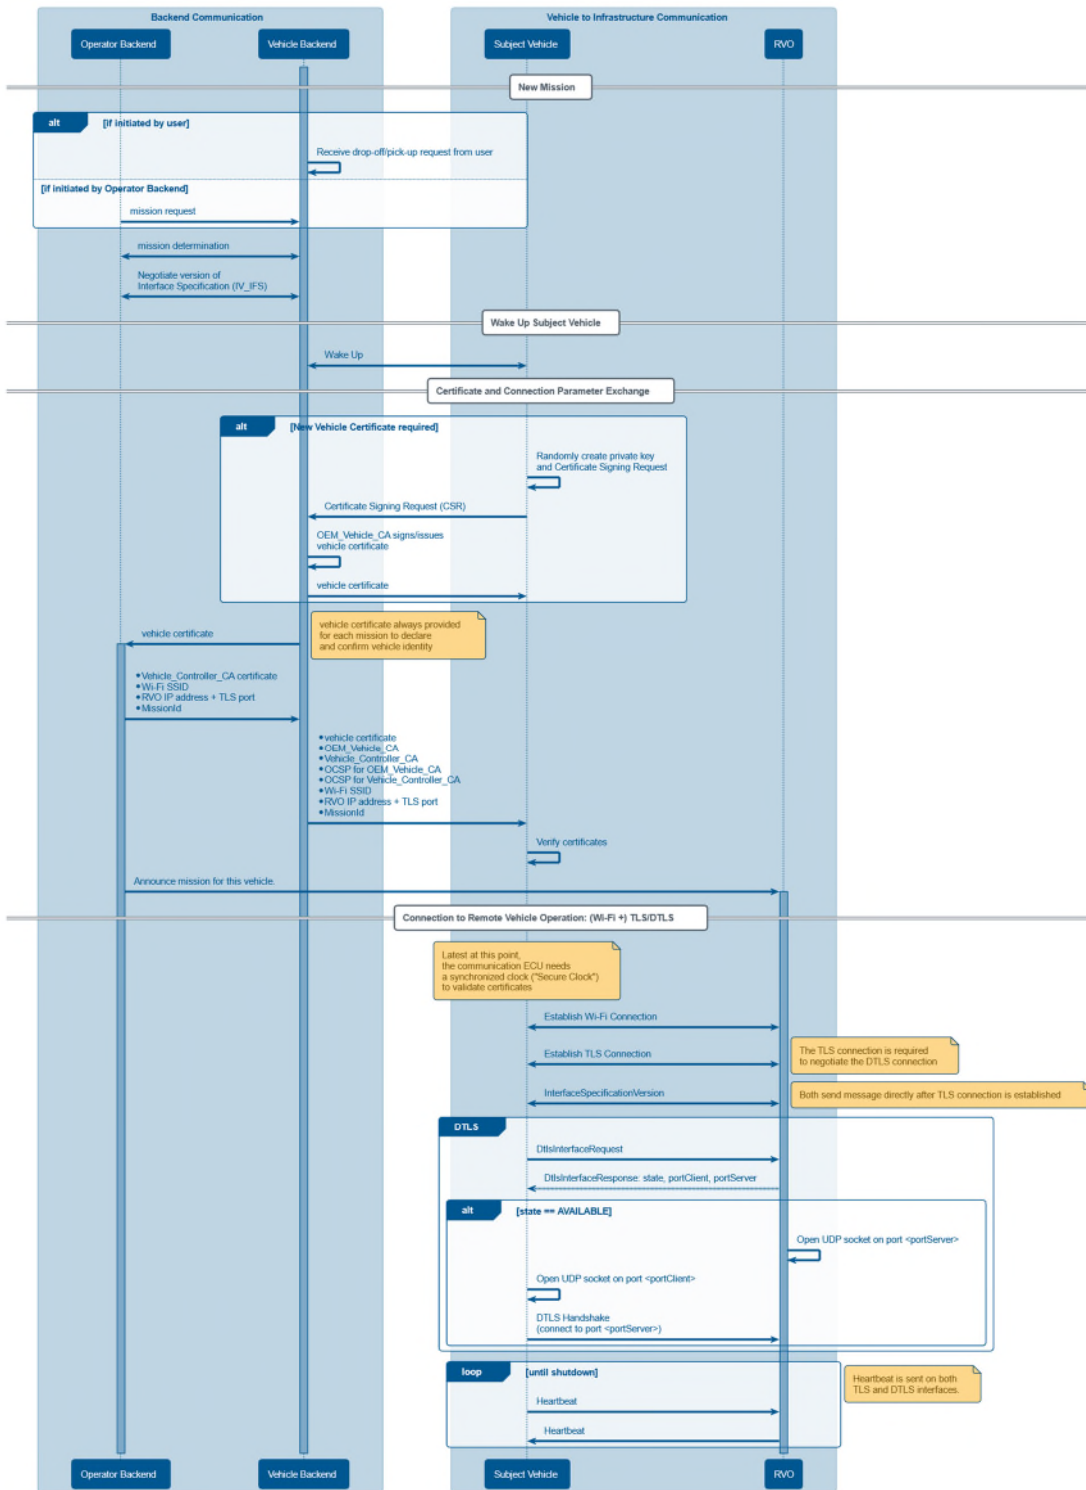 Backend Communication
Vehicle to Infrastructure Communication
Operator Backend
Vehicle Backend
Subject Vehicle
RVO
New Mission
alt
[if initiated by user]
Receive drop-off/pick-up request from user
[if initiated by Operator Backend]
mission request
mission determination
Negotiate version of
Interface Specification (IV_IFS)
Wake Up Subject Vehicle
Wake Up
Certificate and Connection Parameter Exchange
alt
[New Vehicle Certificate required]
Randomly create private key
and Certificate Signing Request
Certificate Signing Request (CSR)
OEM_Vehicle_CA signs/issues
vehicle certificate
vehicle certificate
vehicle certificate always provided
for each mission to declare
and confirm vehicle identity
vehicle certificate
•Vehicle_Controller_CA certificate
•Wi-Fi SSID
•RVO IP address + TLS port
•MissionId
•vehicle certificate
•OEM_Vehicle_CA
•Vehicle_Controller_CA
•OCSP for OEM_Vehicle_CA
•OCSP for Vehicle_Controller_CA
•Wi-Fi SSID
•RVO IP address + TLS port
•MissionId
Verify certificates
Announce mission for this vehicle.
Connection to Remote Vehicle Operation: (Wi-Fi +) TLS/DTLS
Latest at this point,
the communication ECU needs
a synchronized clock ("Secure Clock")
to validate certificates
Establish Wi-Fi Connection
Establish TLS Connection
The TLS connection is required
to negotiate the DTLS connection
InterfaceSpecificationVersion
Both send message directly after TLS connection is established
DTLS
DtlsInterfaceRequest
DtlsInterfaceResponse: state, portClient, portServer
alt
[state == AVAILABLE]
Open UDP socket on port <portServer>
Open UDP socket on port <portClient>
DTLS Handshake
(connect to port <portServer>)
loop
[until shutdown]
Heartbeat is sent on both
TLS and DTLS interfaces.
Heartbeat
Heartbeat
Operator Backend
Vehicle Backend
Subject Vehicle
RVO